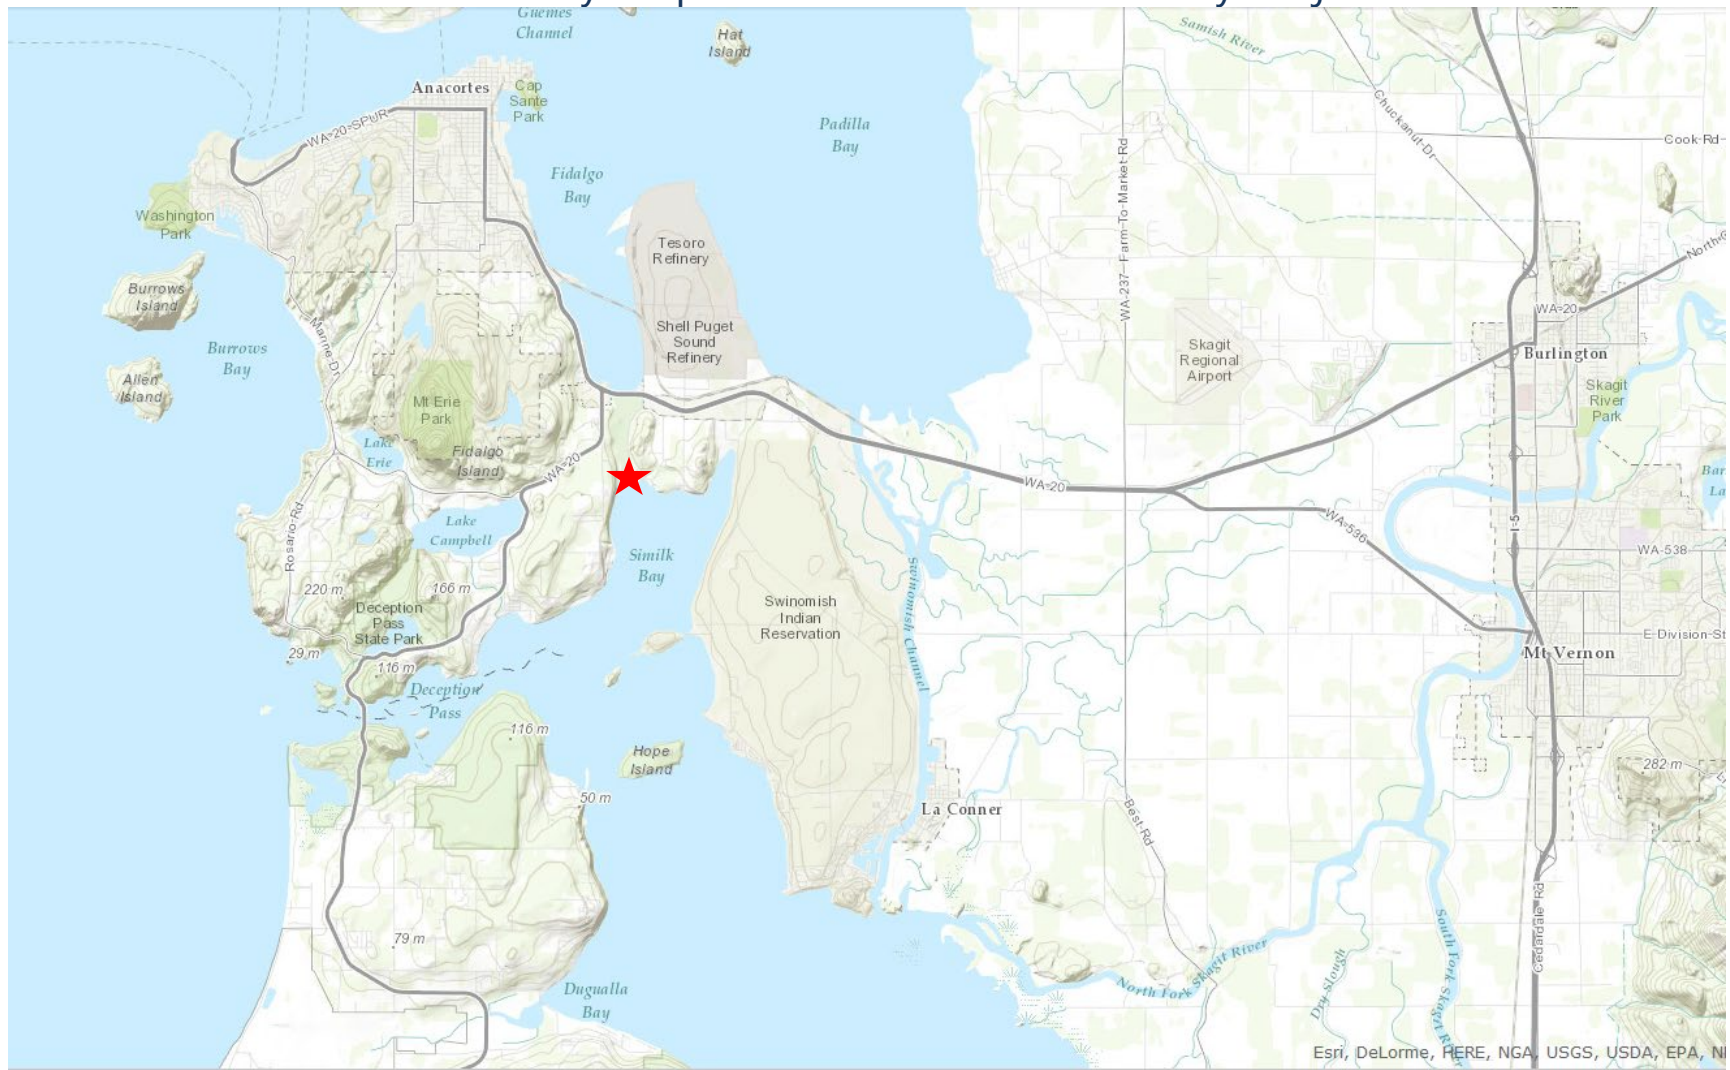 Guemes
Channel
Hat
Island
Samish River
Anacortes
Cap
Sante
Park
WA-20-SPUR
Padilla
Bay
Chuckanut-Dr
Cook Rd
WA-237
Farm-To-Market-Rd
Fidalgo
Bay
Washington
Park
Tesoro
Refinery
Burrows
Island
Marine-Dr
Burrows
Bay
Allen
Island
Shell Puget
Sound
Refinery
Skagit
Regional
Airport
WA-20
Burlington
Skagit
River
Park
Mt Erie
Park
Lake
Erie
Fidalgo
Island
WA-20
WA-20
WA-536
I-5
WA-538
Rosario-Rd
Lake
Campbell
Similk
Bay
Swinomish Channel
220 m
166 m
Deception
Pass
State Park
Swinomish
Indian
Reservation
29 m
116 m
E Division-St
Mt Vernon
Deception
Pass
116 m
Hope
Island
282 m
50 m
La Conner
Best-Rd
79 m
Cedardale Rd
Dugualla
Bay
North Fork Skagit River
Dry Slough
South Fork Skagit River
Esri, DeLorme, HERE, NGA, USGS, USDA, EPA,